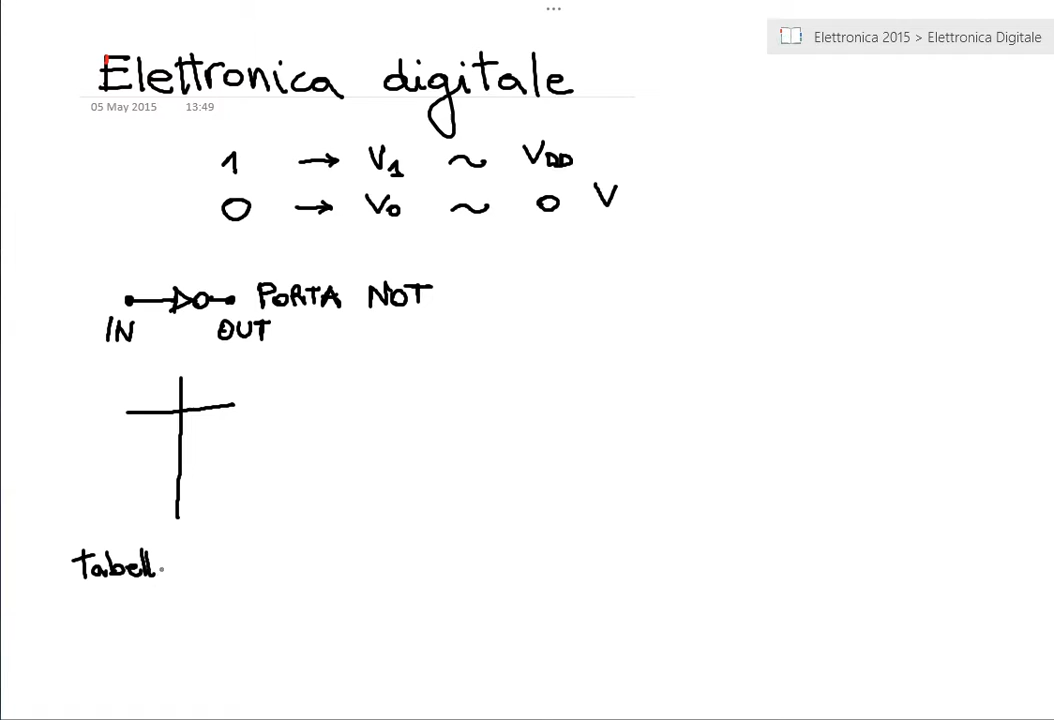 Elettronica 2015 > Elettronica Digitale
Elettronica digitale
05 May 2015 13:49
1 → V1 ~ VDD
0 → V0 ~ 0 V
PORTA NOT
IN OUT
tabell